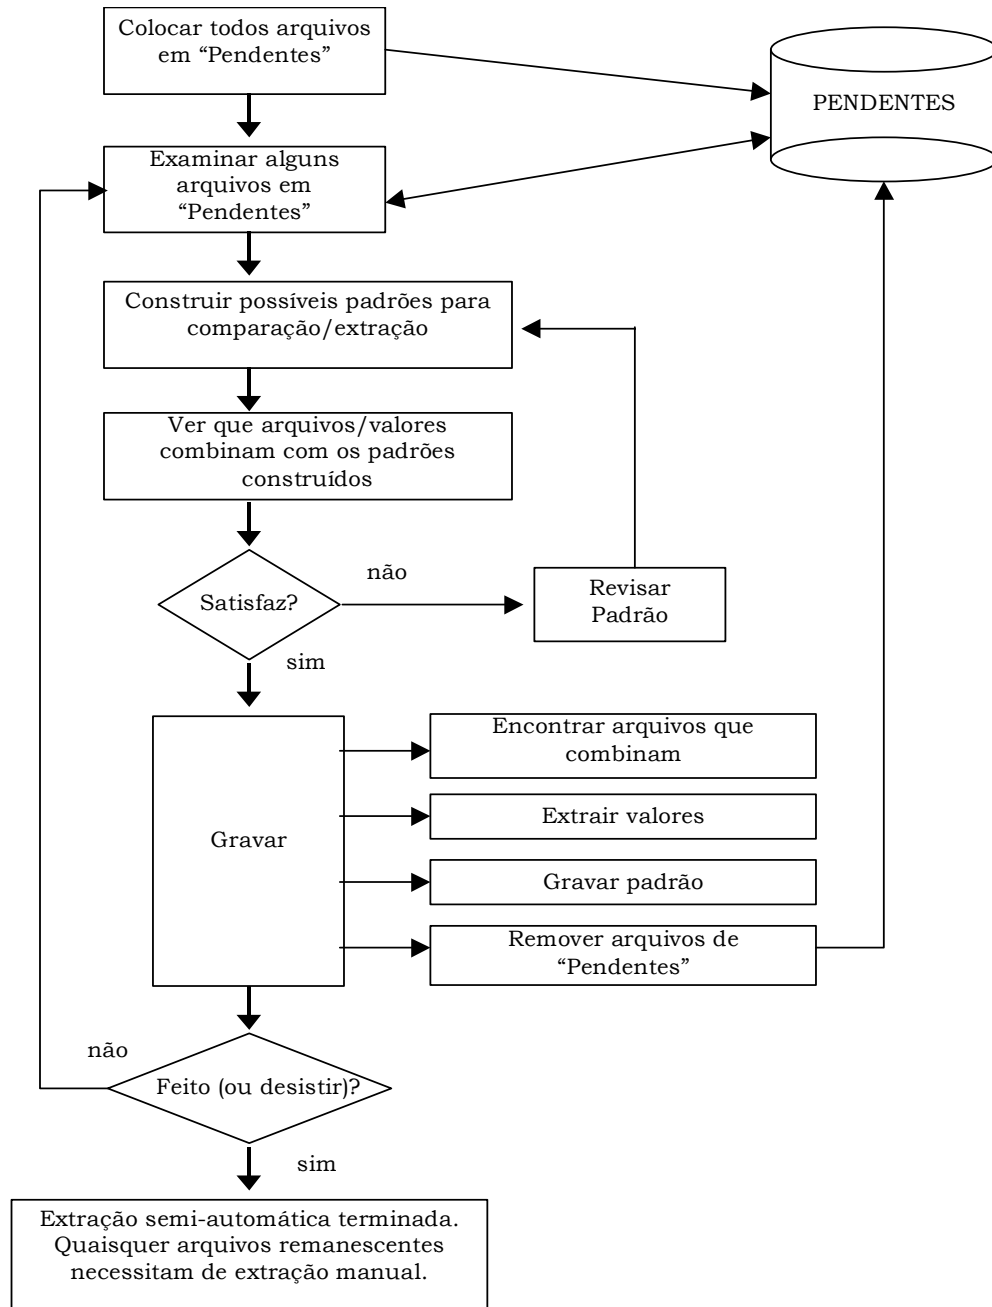 Colocar todos arquivos
em “Pendentes”
PENDENTES
Examinar alguns
arquivos em
“Pendentes”
Construir possíveis padrões para
comparação/extração
Ver que arquivos/valores
combinam com os padrões
construídos
não
Satisfaz?
Revisar
Padrão
sim
Gravar
Encontrar arquivos que
combinam
Extrair valores
Gravar padrão
Remover arquivos de
“Pendentes”
não
Feito (ou desistir)?
sim
Extração semi-automática terminada.
Quaisquer arquivos remanescentes
necessitam de extração manual.